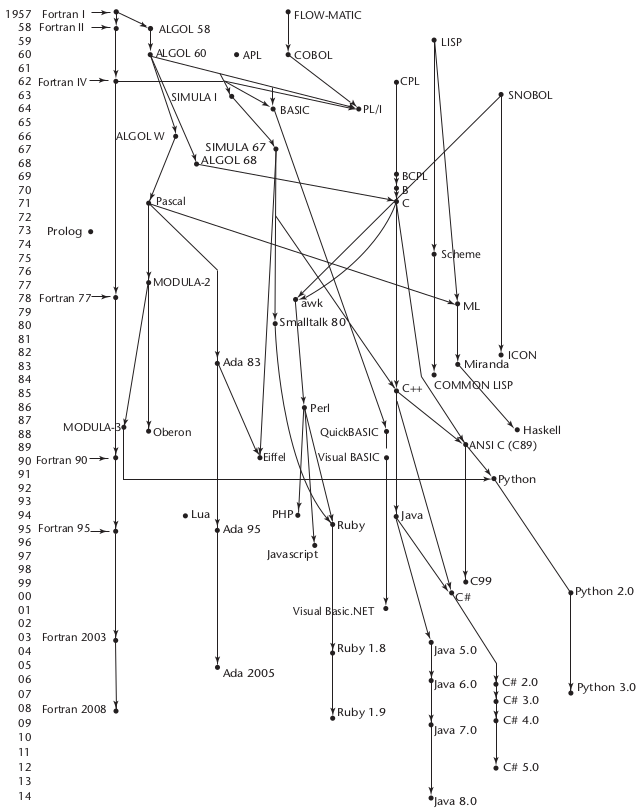 1957 Fortran I FLOW-MATIC
58 Fortran II ALGOL 58
59 LISP
60 ALGOL 60 APL COBOL
61
62 Fortran IV CPL
63 SIMULA I SNOBOL
64 BASIC PL/I
65
66 ALGOL W
67 SIMULA 67
68 ALGOL 68
69 BCPL
70 B
71 Pascal C
72
73 Prolog
74
75 Scheme
76
77 MODULA-2
78 Fortran 77 awk ML
79
80 Smalltalk 80
81
82 ICON
83 Ada 83 Miranda
84 COMMON LISP
85 C++
86 Perl
87 MODULA-3 Haskell
88 Oberon QuickBASIC
89 ANSI C (C89)
90 Fortran 90 Eiffel Visual BASIC
91 Python
92
93
94 Lua PHP Java
95 Fortran 95 Ada 95 Ruby
96 Javascript
97
98
99 C99
00 C# Python 2.0
01 Visual Basic.NET
02
03 Fortran 2003 Java 5.0
04 Ruby 1.8
05 Ada 2005
06 Java 6.0 C# 2.0
07 C# 3.0 Python 3.0
08 Fortran 2008 Ruby 1.9 C# 4.0
09 Java 7.0
10
11
12 C# 5.0
13
14 Java 8.0